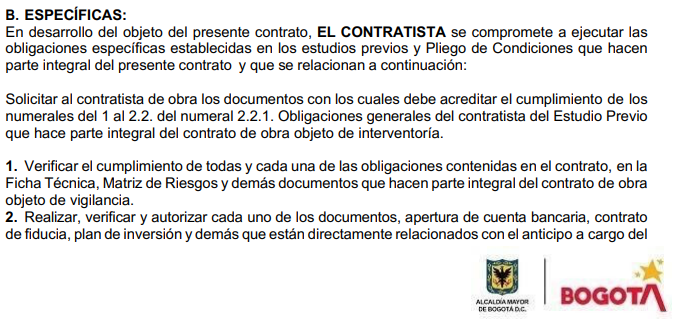 B. ESPECÍFICAS:
En desarrollo del objeto del presente contrato, EL CONTRATISTA se compromete a ejecutar las
obligaciones específicas establecidas en los estudios previos y Pliego de Condiciones que hacen
parte integral del presente contrato y que se relacionan a continuación:
Solicitar al contratista de obra los documentos con los cuales debe acreditar el cumplimiento de los
numerales del 1 al 2.2. del numeral 2.2.1. Obligaciones generales del contratista del Estudio Previo
que hace parte integral del contrato de obra objeto de interventoría.
1. Verificar el cumplimiento de todas y cada una de las obligaciones contenidas en el contrato, en la
Ficha Técnica, Matriz de Riesgos y demás documentos que hacen parte integral del contrato de obra
objeto de vigilancia.
2. Realizar, verificar y autorizar cada uno de los documentos, apertura de cuenta bancaria, contrato
de fiducia, plan de inversión y demás que están directamente relacionados con el anticipo a cargo del
ALCALDÍA MAYOR
DE BOGOTÁ D.C.
BOGOTÁ